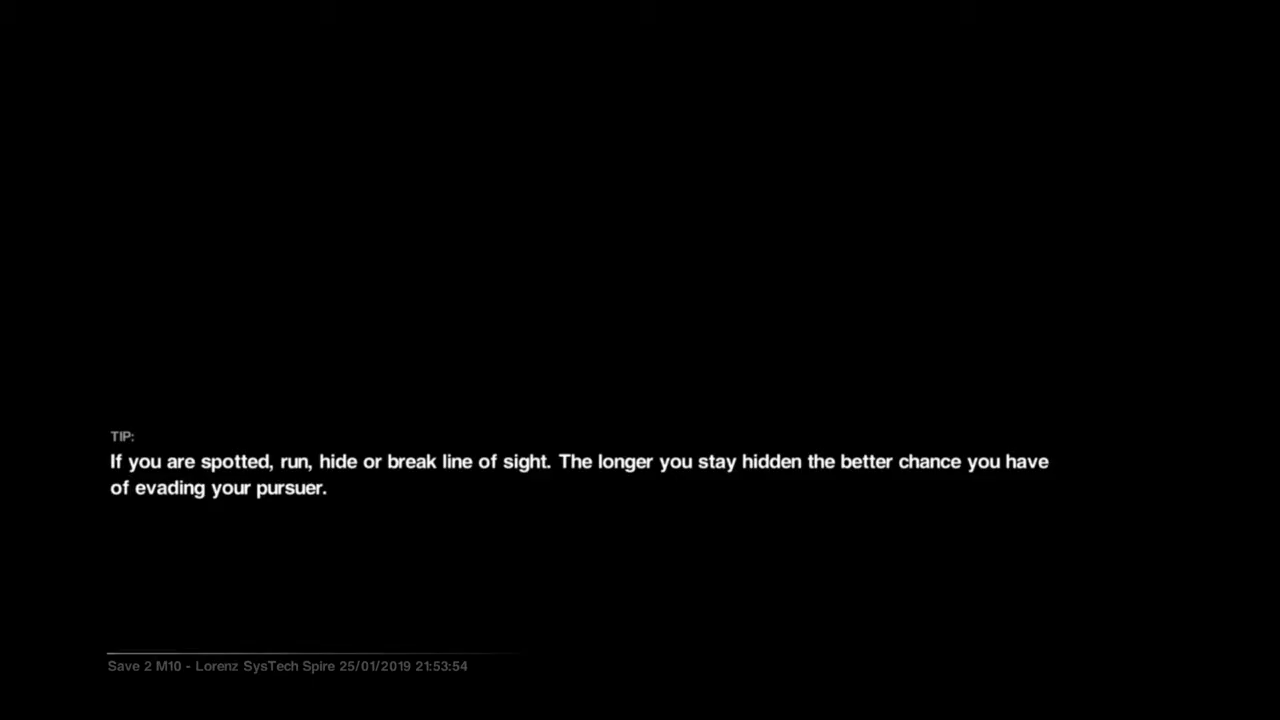 TIP:
If you are spotted, run, hide or break line of sight. The longer you stay hidden the better chance you have
of evading your pursuer.
Save 2 M10 - Lorenz SysTech Spire 25/01/2019 21:53:54